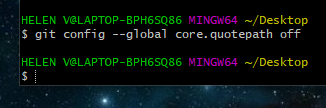 HELEN V@LAPTOP-BPH6SQ86 MINGW64 ~/Desktop
$ git config --global core.quotepath off
HELEN V@LAPTOP-BPH6SQ86 MINGW64 ~/Desktop
$